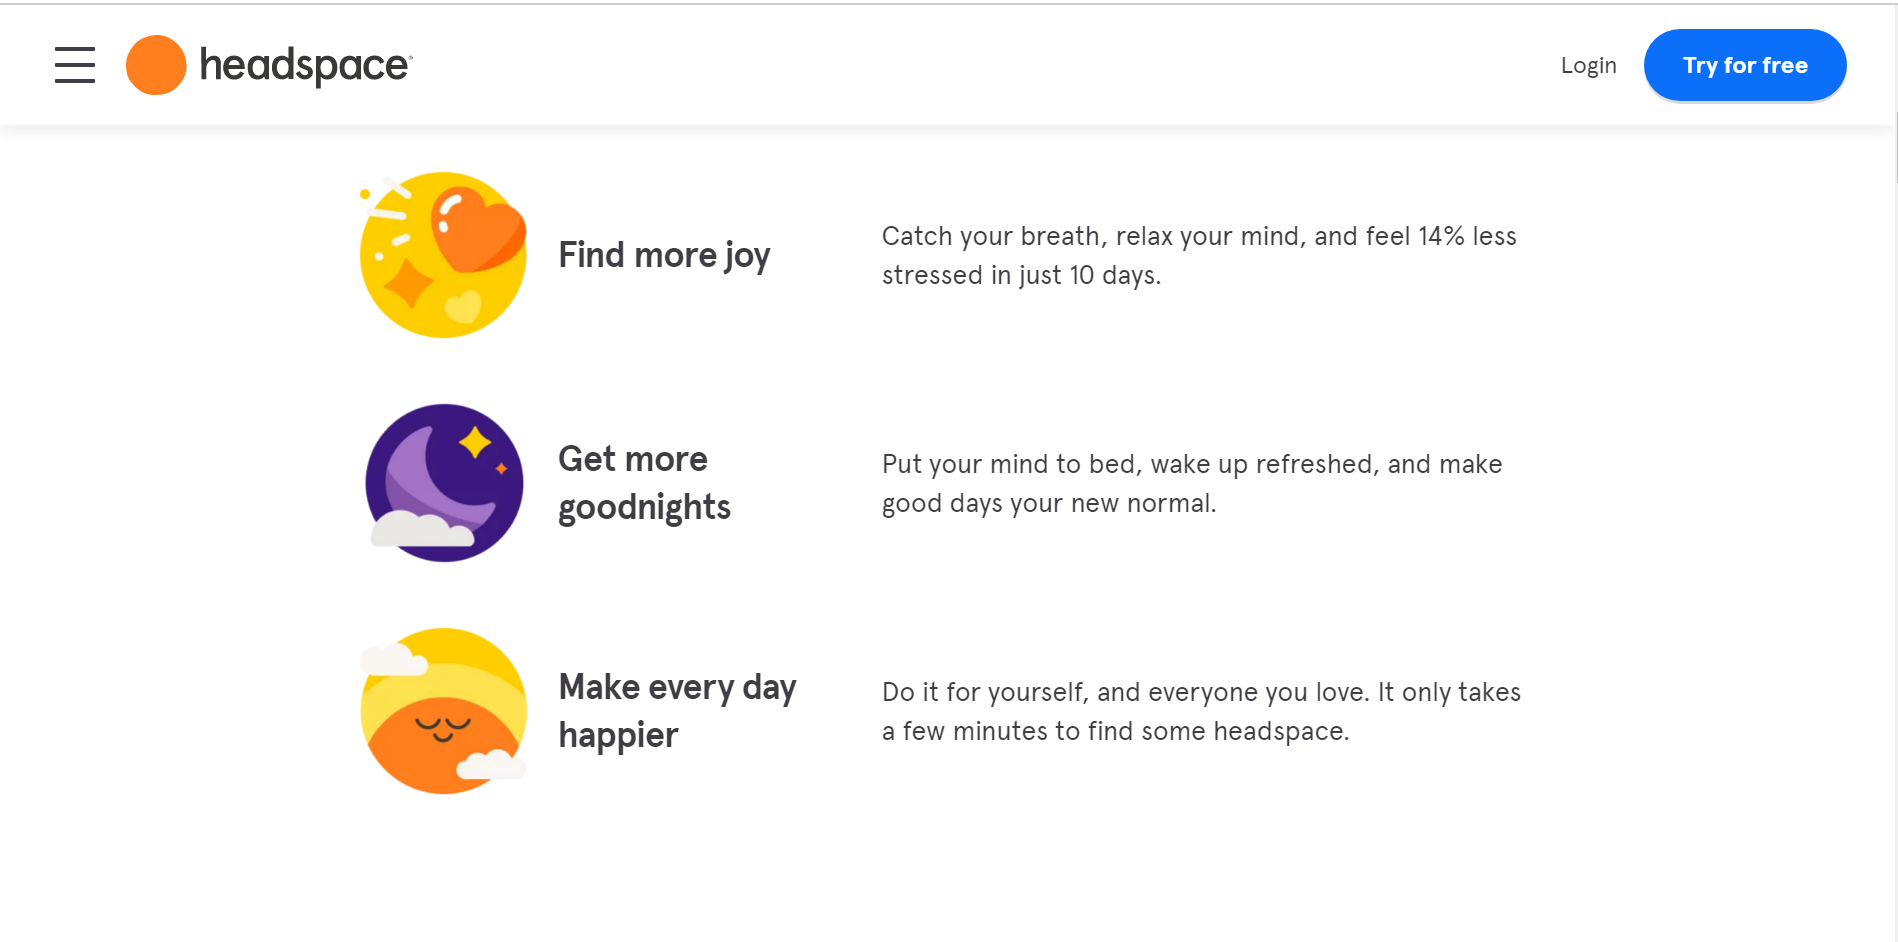 headspace
Login
Try for free
Find more joy
Catch your breath, relax your mind, and feel 14% less
stressed in just 10 days.
Get more
goodnights
Put your mind to bed, wake up refreshed, and make
good days your new normal.
Make every day
happier
Do it for yourself, and everyone you love. It only takes
a few minutes to find some headspace.